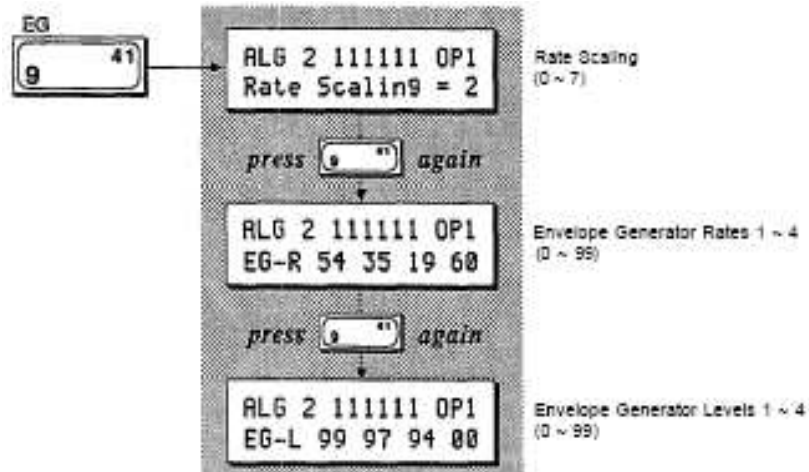 EG
9 41
ALG 2 111111 OP1
Rate Scaling = 2
Rate Scaling
(0 ~ 7)
press 9 41 again
ALG 2 111111 OP1
EG-R 54 35 19 60
Envelope Generator Rates 1 ~ 4
(0 ~ 99)
press 9 41 again
ALG 2 111111 OP1
EG-L 99 97 94 00
Envelope Generator Levels 1 ~ 4
(0 ~ 99)